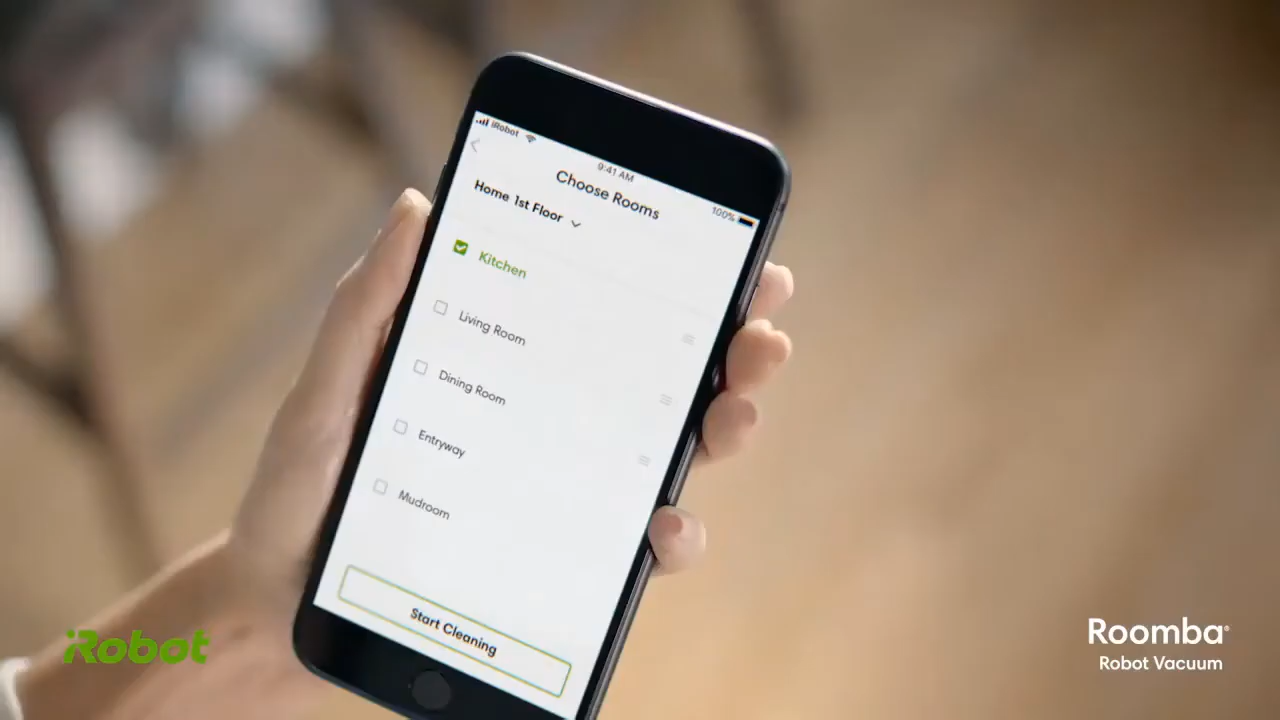 iRobot
9:41 AM
100%
Choose Rooms
Home 1st Floor
Kitchen
Living Room
Dining Room
Entryway
Mudroom
Start Cleaning
iRobot
Roomba®
Robot Vacuum